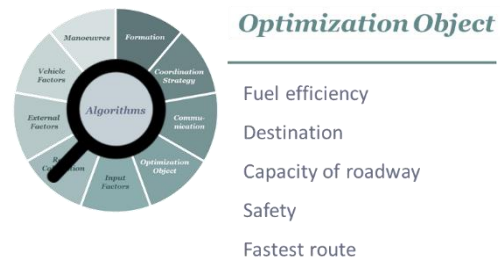 Optimization Object
Manoeuvres
Formation
Vehicle
Factors
Coordination
Strategy
Algorithms
External
Factors
Commu-
nication
Optimization
Object
Input
Factors
Fuel efficiency
Destination
Capacity of roadway
Safety
Fastest route